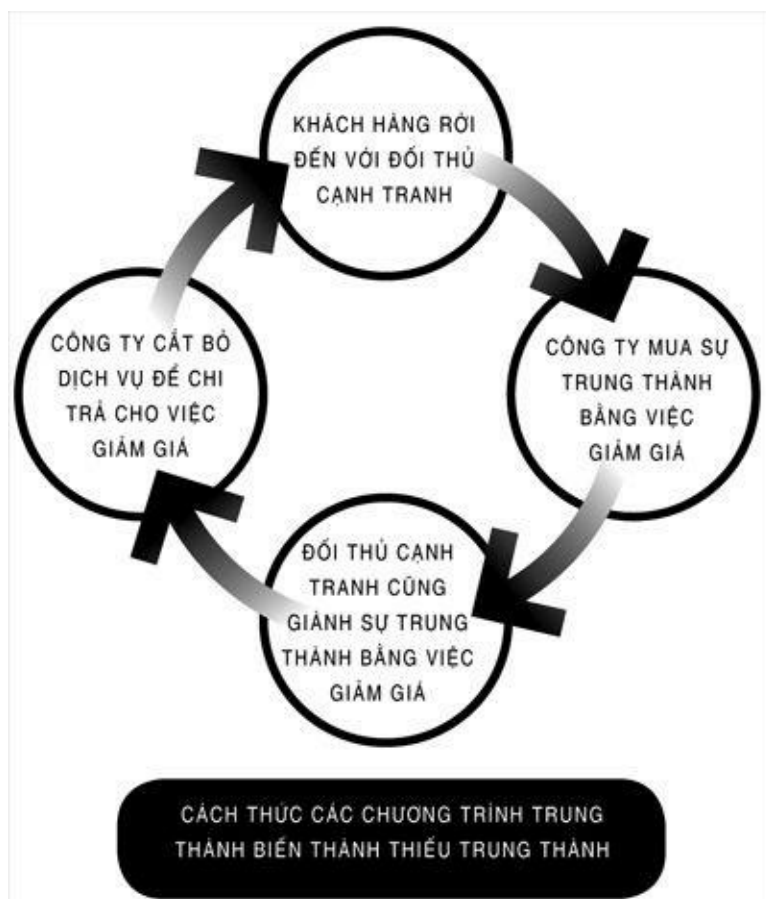 KHÁCH HÀNG RỜI
ĐẾN VỚI ĐỐI THỦ
CẠNH TRANH
CÔNG TY MUA SỰ
TRUNG THÀNH
BẰNG VIỆC
GIẢM GIÁ
ĐỐI THỦ CẠNH
TRANH CŨNG
GIÀNH SỰ TRUNG
THÀNH BẰNG VIỆC
GIẢM GIÁ
CÔNG TY CẮT BỎ
DỊCH VỤ ĐỂ CHI
TRẢ CHO VIỆC
GIẢM GIÁ
CÁCH THỨC CÁC CHƯƠNG TRÌNH TRUNG
THÀNH BIẾN THÀNH THIẾU TRUNG THÀNH